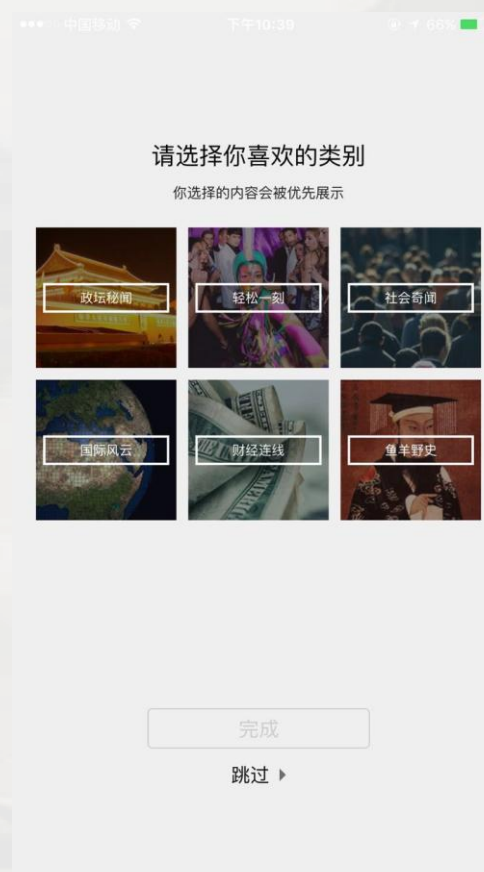 中国移动 下午10:39 66%
请选择你喜欢的类别
你选择的内容会被优先展示
政坛秘闻 轻松一刻 社会奇闻
国际风云 财经连线 鱼羊野史
完成
跳过